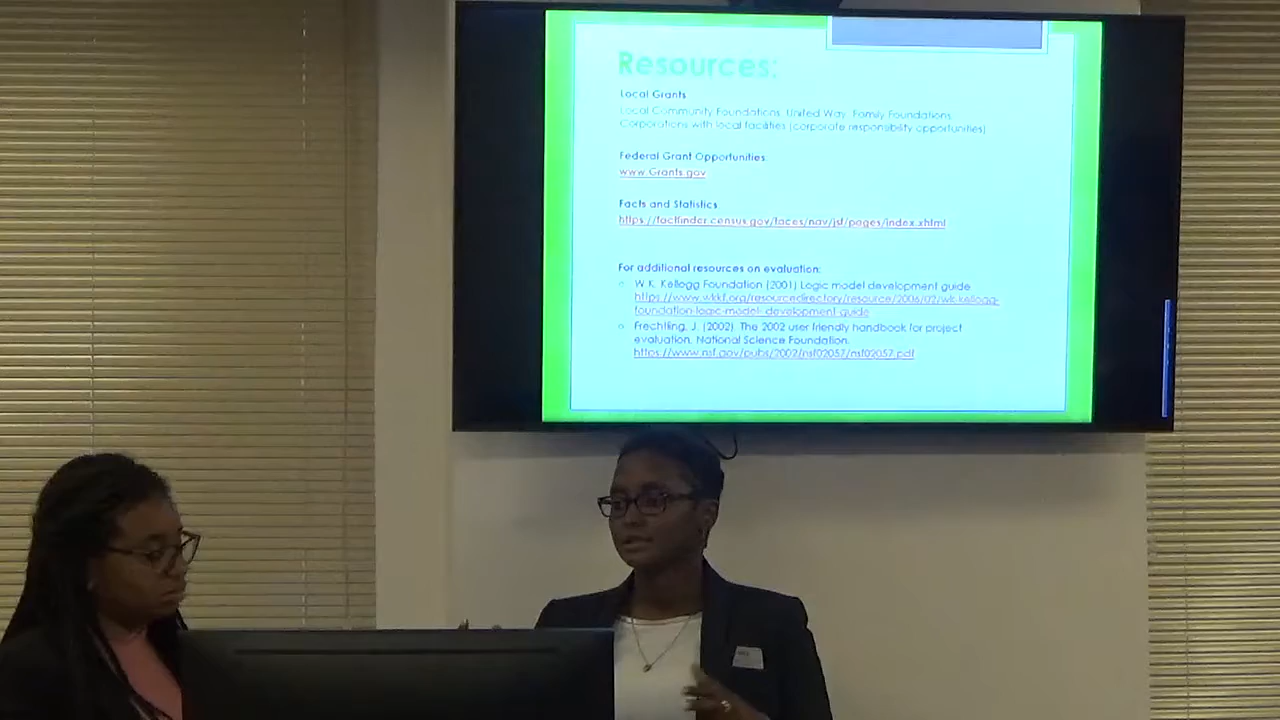 Resources:
Local Grants
Local Community Foundations, United Way, Family Foundations,
Corporations with local facilities (corporate responsibility opportunities)
Federal Grant Opportunities
www.Grants.gov
Facts and Statistics
https://factfinder.census.gov/faces/nav/jsf/pages/index.xhtml
For additional resources on evaluation:
W.K. Kellogg Foundation (2001) Logic model development guide
https://www.wkkf.org/resourcedirectory/resource/2006/02/wk-kellogg-
foundation-logic-model-development-guide
Frechtling, J. (2002). The 2002 user friendly handbook for project
evaluation. National Science Foundation.
https://www.nsf.gov/pubs/2002/nsf02057/nsf02057.pdf